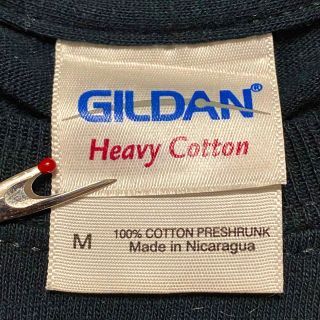 GILDAN®
Heavy Cotton
M 100% COTTON PRESHRUNK
Made in Nicaragua